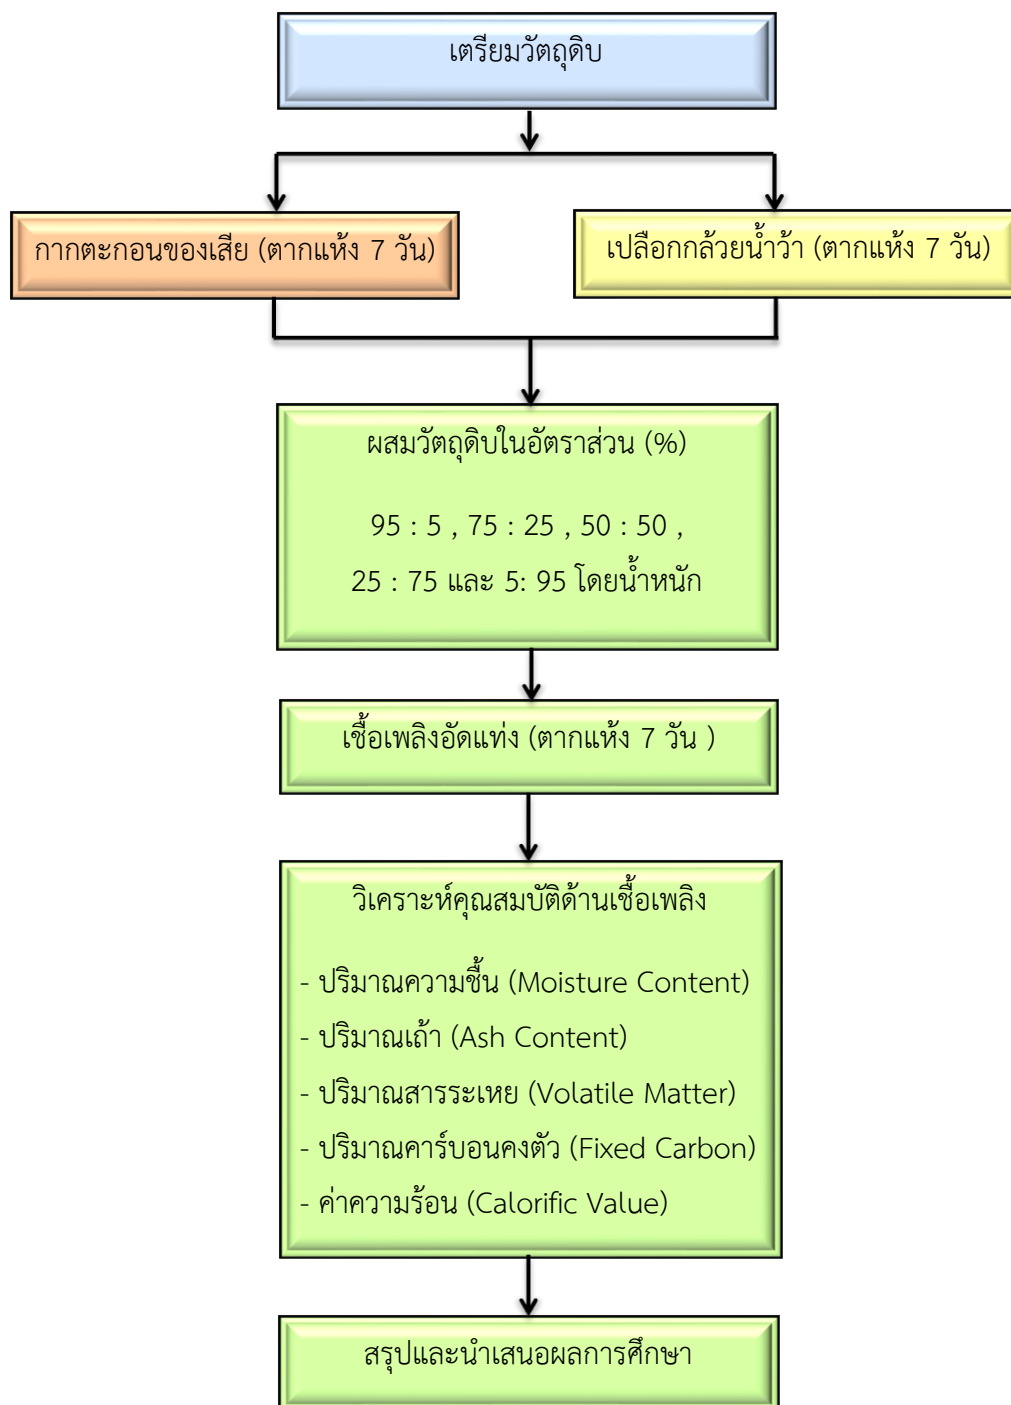 เตรียมวัตถุดิบ
กากตะกอนของเสีย (ตากแห้ง 7 วัน)
เปลือกกล้วยน้ำว้า (ตากแห้ง 7 วัน)
ผสมวัตถุดิบในอัตราส่วน (%)
95 : 5 , 75 : 25 , 50 : 50 ,
25 : 75 และ 5: 95 โดยน้ำหนัก
เชื้อเพลิงอัดแท่ง (ตากแห้ง 7 วัน )
วิเคราะห์คุณสมบัติด้านเชื้อเพลิง
- ปริมาณความชื้น (Moisture Content)
- ปริมาณเถ้า (Ash Content)
- ปริมาณสารระเหย (Volatile Matter)
- ปริมาณคาร์บอนคงตัว (Fixed Carbon)
- ค่าความร้อน (Calorific Value)
สรุปและนำเสนอผลการศึกษา